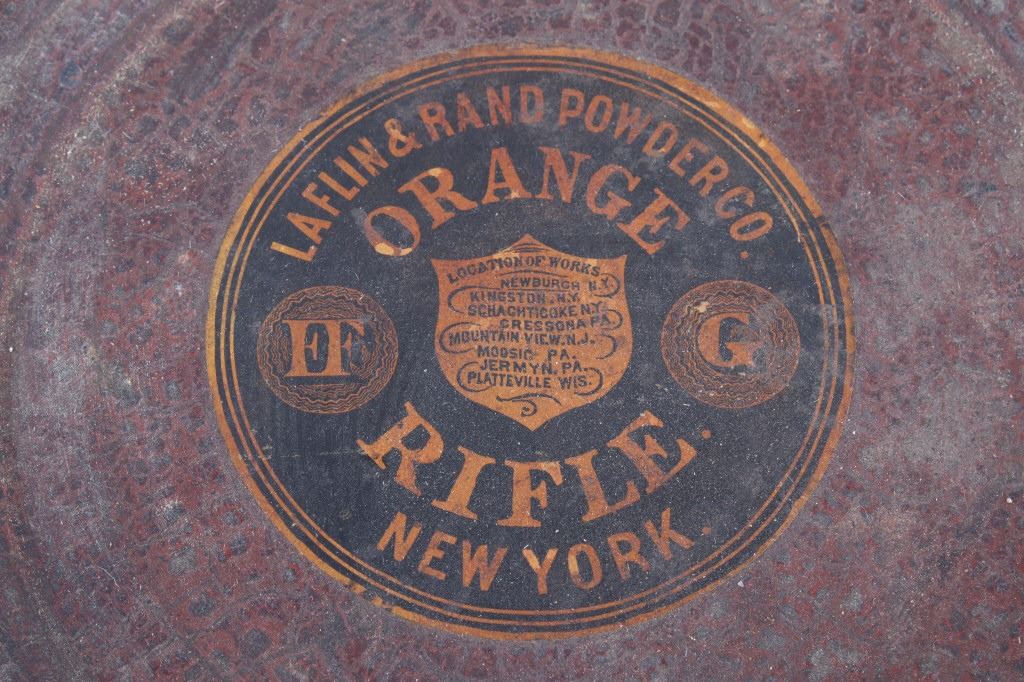 LAFLIN & RAND POWDER CO.
ORANGE
LOCATION OF WORKS
NEWBURGH N.Y.
KINGSTON. N.Y.
SCHACHTICOKE N.Y.
CRESSONA PA
MOUNTAIN VIEW. N.J.
MOOSIC PA.
JERMYN. PA.
PLATTEVILLE WIS.
FF
G
RIFLE.
NEW YORK.